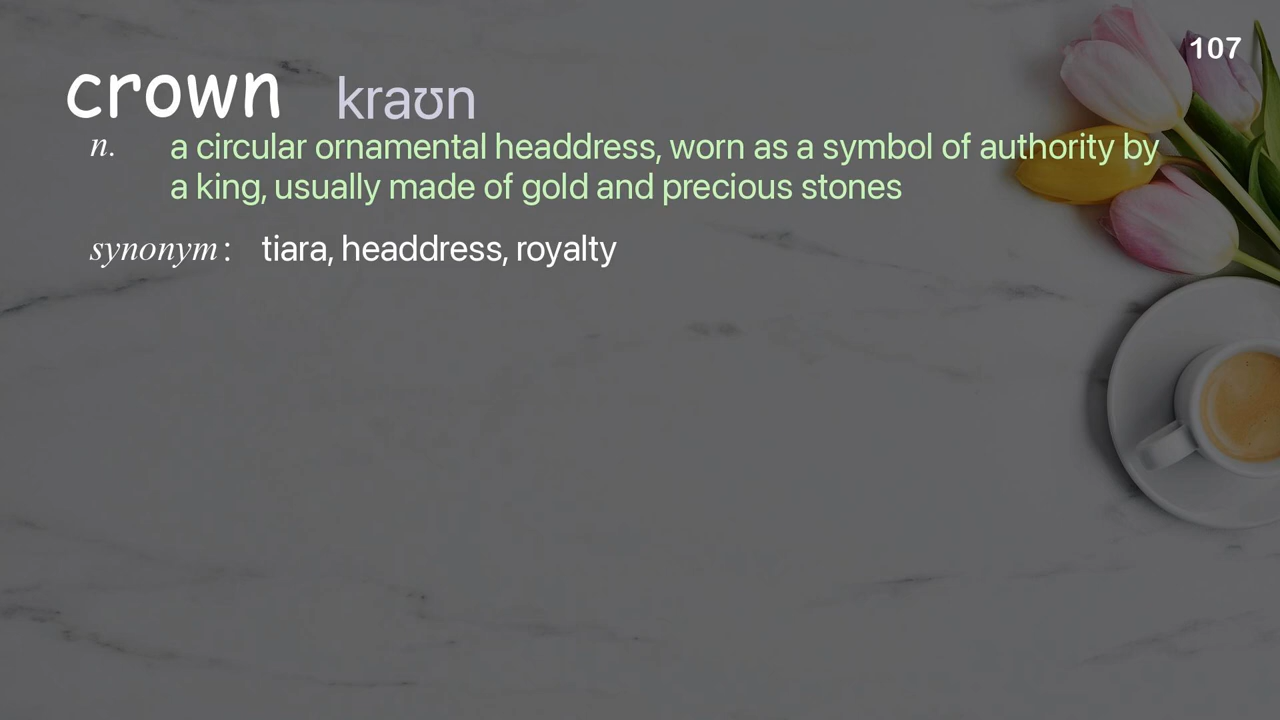 107
crown kraʊn
n. a circular ornamental headdress, worn as a symbol of authority by
a king, usually made of gold and precious stones
synonym: tiara, headdress, royalty